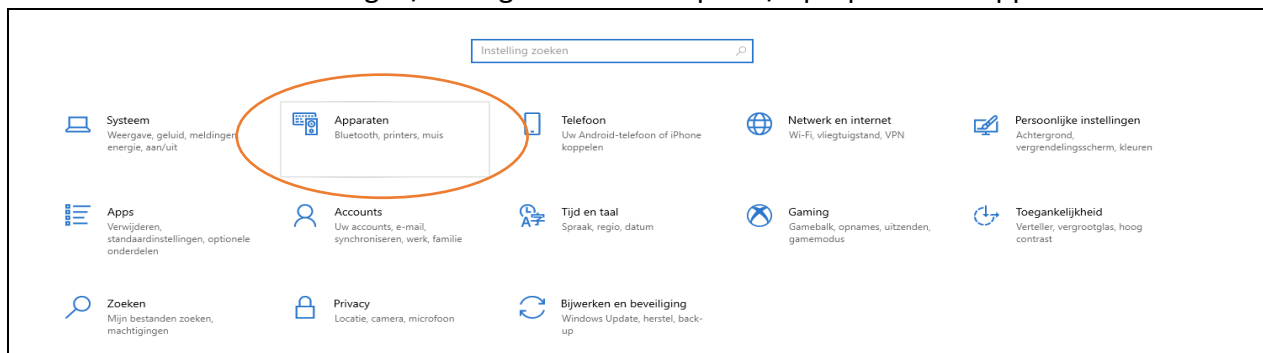 Instelling zoeken
Systeem
Weergave, geluid, meldingen
energie, aan/uit
Apparaten
Bluetooth, printers, muis
Telefoon
Uw Android-telefoon of iPhone
koppelen
Netwerk en internet
Wi-Fi, vliegtuigstand, VPN
Persoonlijke instellingen
Achtergrond,
vergrendelingsscherm, kleuren
Apps
Verwijderen,
standaardinstellingen, optionele
onderdelen
Accounts
Uw accounts, e-mail,
synchroniseren, werk, familie
Tijd en taal
Spraak, regio, datum
Gaming
Gamebalk, opnames, uitzenden,
gamemodus
Toegankelijkheid
Verteller, vergrootglas, hoog
contrast
Zoeken
Mijn bestanden zoeken,
machtigingen
Privacy
Locatie, camera, microfoon
Bijwerken en beveiliging
Windows Update, herstel, back-
up